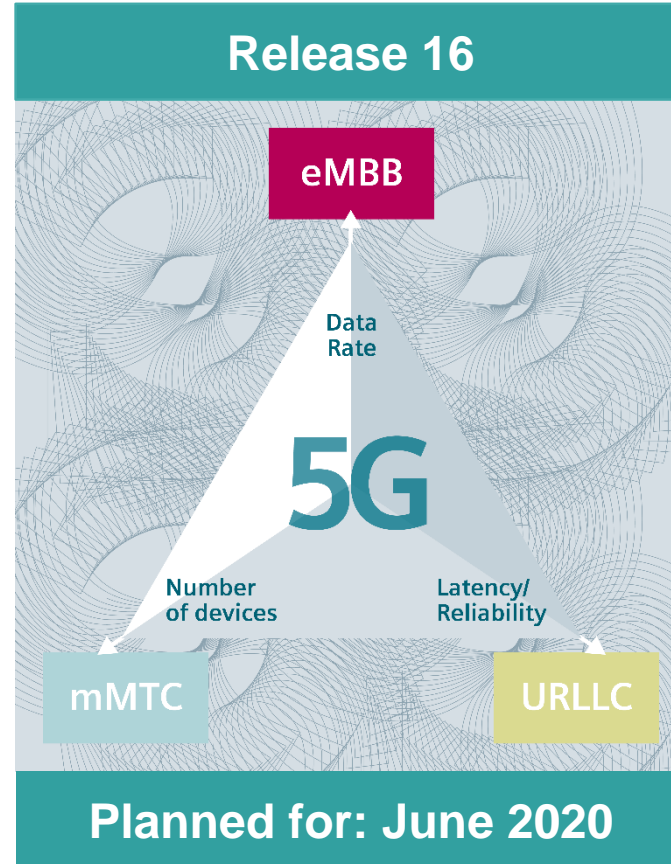 Release 16
eMBB
Data
Rate
5G
Number
of devices
Latency/
Reliability
mMTC
URLLC
Planned for: June 2020